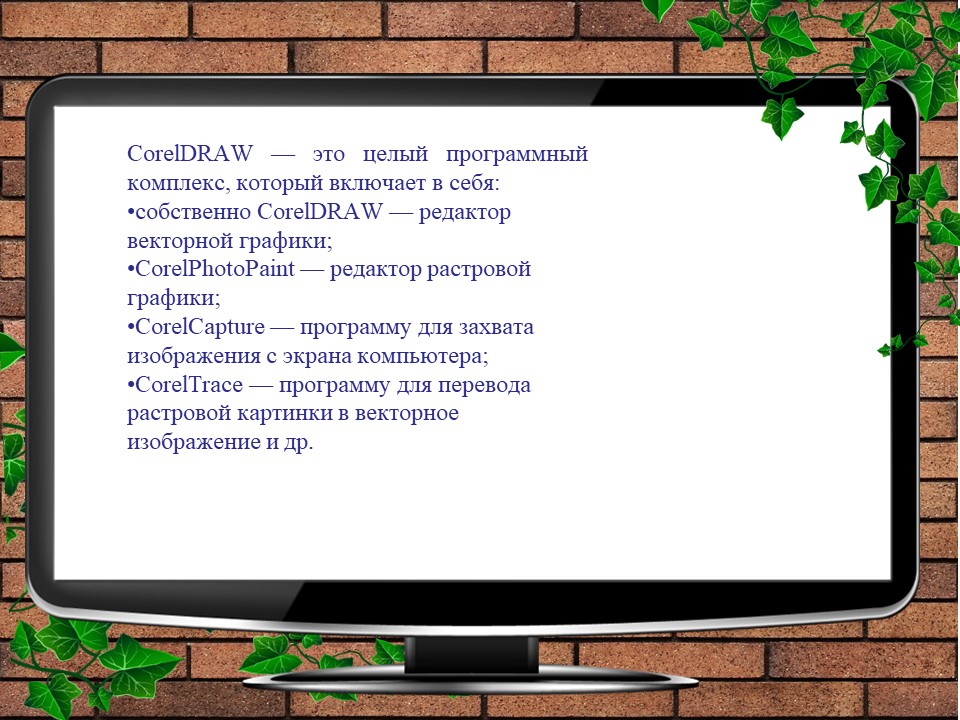 CorelDRAW — это целый программный
комплекс, который включает в себя:
•собственно CorelDRAW — редактор
векторной графики;
•CorelPhotoPaint — редактор растровой
графики;
•CorelCapture — программу для захвата
изображения с экрана компьютера;
•CorelTrace — программу для перевода
растровой картинки в векторное
изображение и др.